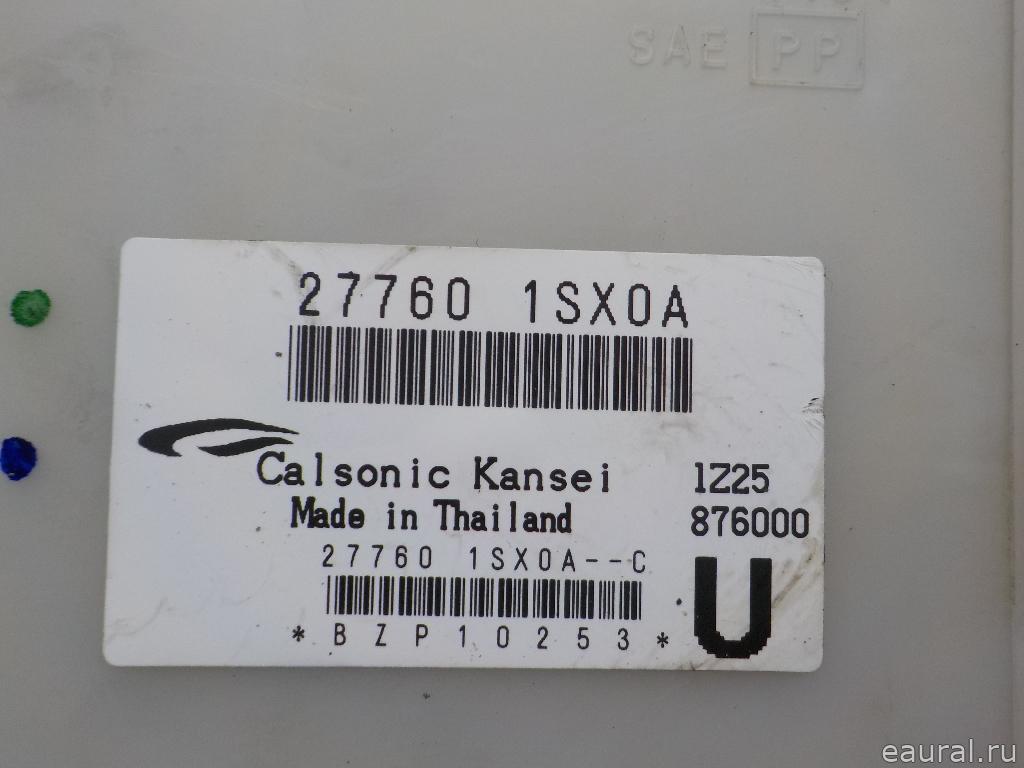 SAE PP
27760 1SX0A
Calsonic Kansei 1Z25
Made in Thailand 876000
27760 1SX0A--C
U
*BZP10253*
eaural.ru